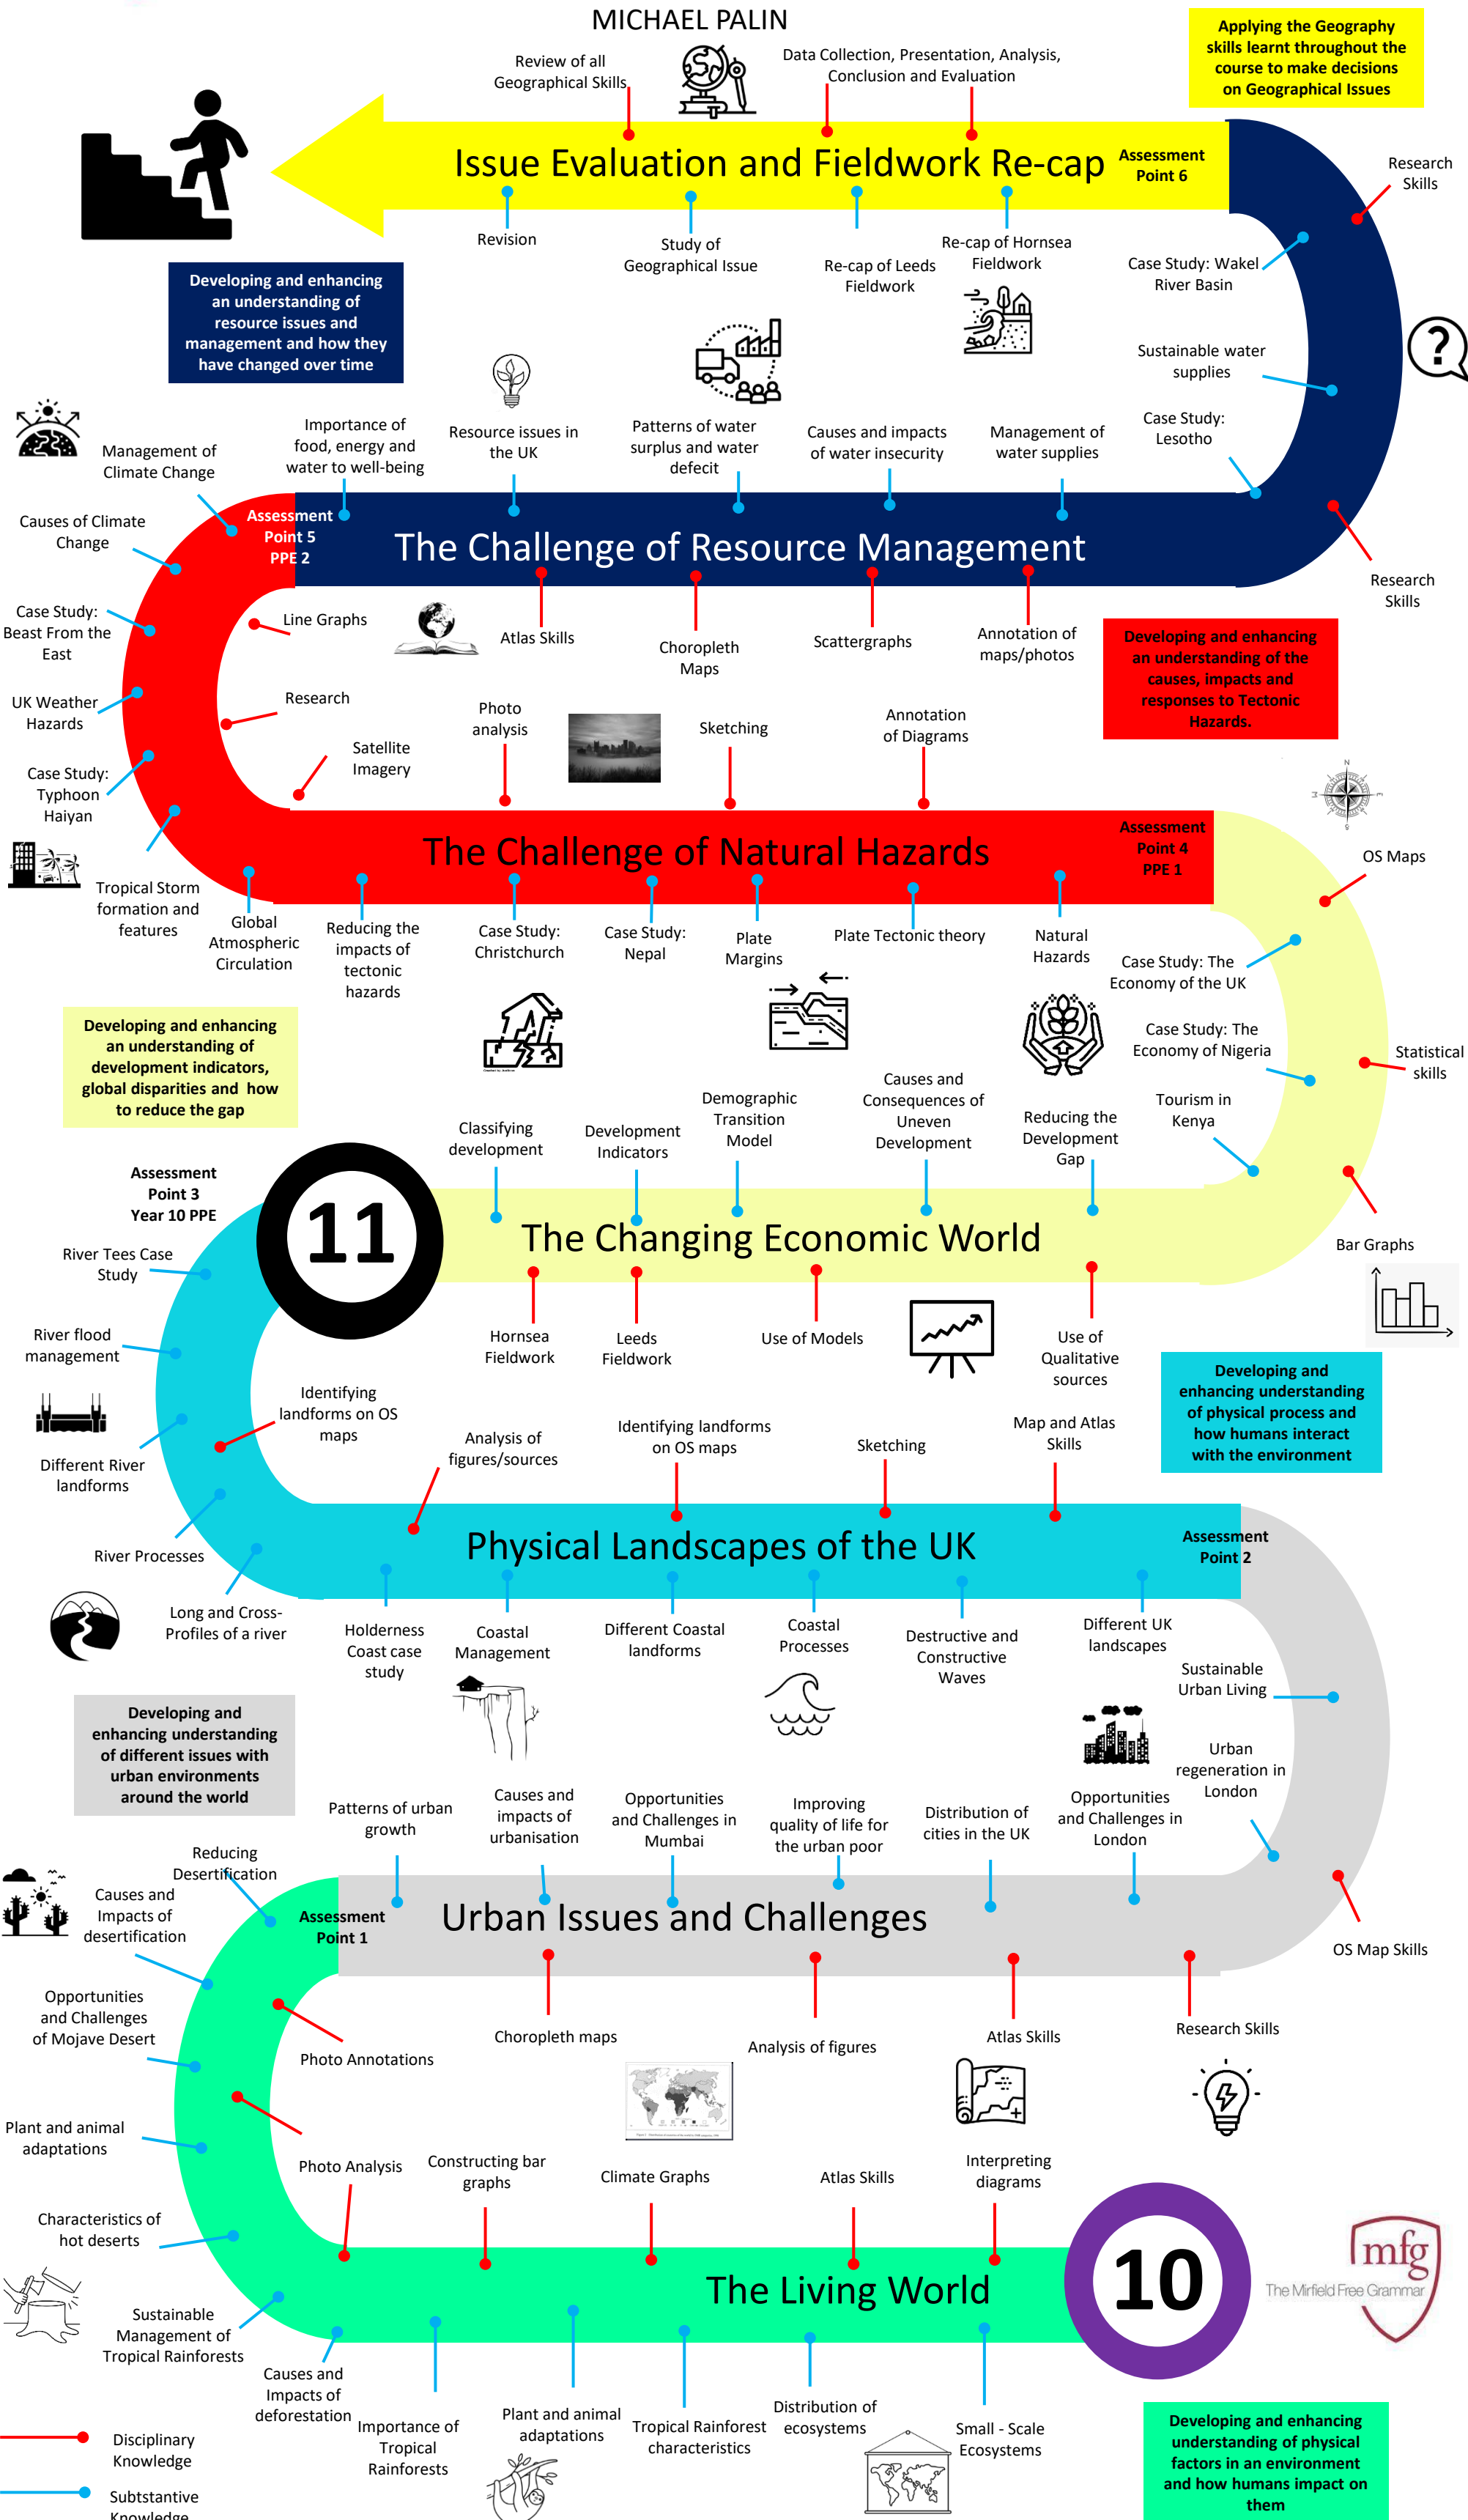 MICHAEL PALIN
Review of all
Geographical Skills
Data Collection, Presentation, Analysis,
Conclusion and Evaluation
Applying the Geography
skills learnt throughout the
course to make decisions
on Geographical Issues
Issue Evaluation and Fieldwork Re-cap
Assessment
Point 6
Research
Skills
Revision
Study of
Geographical Issue
Re-cap of Leeds
Fieldwork
Re-cap of Hornsea
Fieldwork
Case Study: Wakel
River Basin
Developing and enhancing
an understanding of
resource issues and
management and how they
have changed over time
Sustainable water
supplies
?
Case Study:
Lesotho
Management of
Climate Change
Importance of
food, energy and
water to well-being
Resource issues in
the UK
Patterns of water
surplus and water
defecit
Causes and impacts
of water insecurity
Management of
water supplies
Causes of Climate
Change
Assessment
Point 5
PPE 2
The Challenge of Resource Management
Research
Skills
Case Study:
Beast From the
East
Line Graphs
Atlas Skills
Choropleth
Maps
Scattergraphs
Annotation of
maps/photos
Developing and enhancing
an understanding of the
causes, impacts and
responses to Tectonic
Hazards.
UK Weather
Hazards
Research
Satellite
Imagery
Photo
analysis
Sketching
Annotation
of Diagrams
Case Study:
Typhoon
Haiyan
N
E
S
The Challenge of Natural Hazards
Assessment
Point 4
PPE 1
OS Maps
Tropical Storm
formation and
features
Global
Atmospheric
Circulation
Reducing the
impacts of
tectonic
hazards
Case Study:
Christchurch
Case Study:
Nepal
Plate
Margins
Plate Tectonic theory
Natural
Hazards
Case Study: The
Economy of the UK
Case Study: The
Economy of Nigeria
Statistical
skills
Tourism in
Kenya
Developing and enhancing
an understanding of
development indicators,
global disparities and how
to reduce the gap
Classifying
development
Development
Indicators
Demographic
Transition
Model
Causes and
Consequences of
Uneven
Development
Reducing the
Development
Gap
Assessment
Point 3
Year 10 PPE
11
The Changing Economic World
Bar Graphs
River Tees Case
Study
Hornsea
Fieldwork
Leeds
Fieldwork
Use of Models
Use of
Qualitative
sources
River flood
management
Developing and
enhancing understanding
of physical process and
how humans interact
with the environment
Identifying
landforms on OS
maps
Analysis of
figures/sources
Identifying landforms
on OS maps
Sketching
Map and Atlas
Skills
Different River
landforms
Physical Landscapes of the UK
Assessment
Point 2
River Processes
Long and Cross-
Profiles of a river
Holderness
Coast case
study
Coastal
Management
Different Coastal
landforms
Coastal
Processes
Destructive and
Constructive
Waves
Different UK
landscapes
Sustainable
Urban Living
Developing and
enhancing understanding
of different issues with
urban environments
around the world
Urban
regeneration in
London
Patterns of urban
growth
Causes and
impacts of
urbanisation
Opportunities
and Challenges in
Mumbai
Improving
quality of life for
the urban poor
Distribution of
cities in the UK
Opportunities
and Challenges in
London
Reducing
Desertification
Causes and
Impacts of
desertification
Assessment
Point 1
Urban Issues and Challenges
OS Map Skills
Opportunities
and Challenges
of Mojave Desert
Photo Annotations
Choropleth maps
Analysis of figures
Atlas Skills
Research Skills
Plant and animal
adaptations
Photo Analysis
Constructing bar
graphs
Climate Graphs
Atlas Skills
Interpreting
diagrams
Characteristics of
hot deserts
The Living World
10
mfg
The Mirfield Free Grammar
Sustainable
Management of
Tropical Rainforests
Causes and
Impacts of
deforestation
Importance of
Tropical
Rainforests
Plant and animal
adaptations
Tropical Rainforest
characteristics
Distribution of
ecosystems
Small - Scale
Ecosystems
Developing and enhancing
understanding of physical
factors in an environment
and how humans impact on
them
Disciplinary
Knowledge
Subtstantive
Knowledge